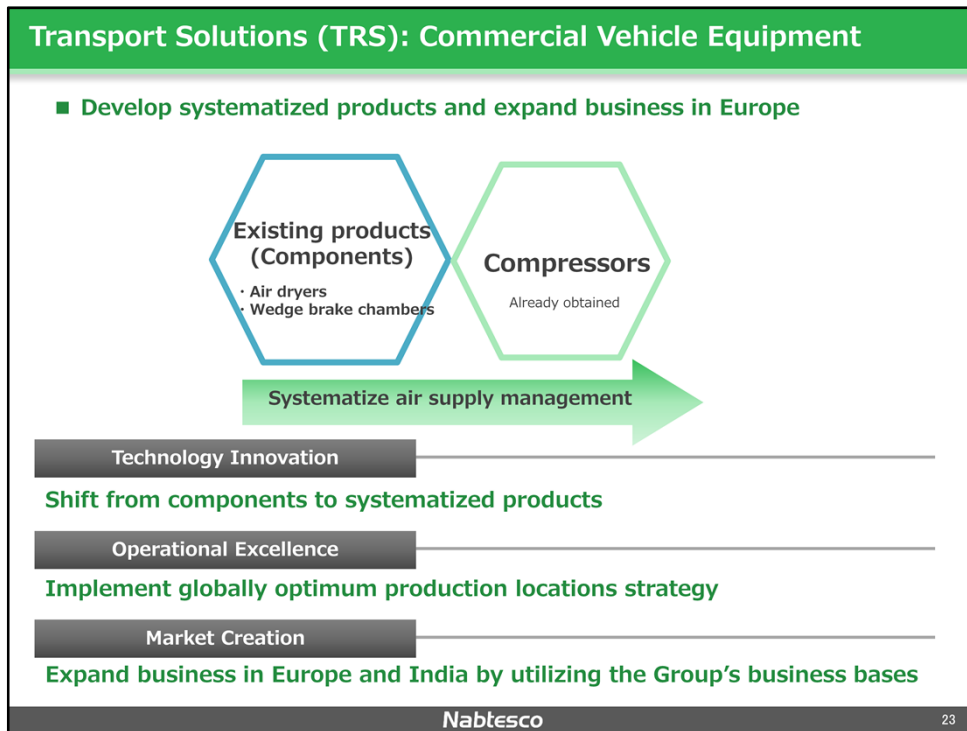 Transport Solutions (TRS): Commercial Vehicle Equipment
■ Develop systematized products and expand business in Europe
Existing products
(Components)
・Air dryers
・Wedge brake chambers
Compressors
Already obtained
Systematize air supply management
Technology Innovation
Shift from components to systematized products
Operational Excellence
Implement globally optimum production locations strategy
Market Creation
Expand business in Europe and India by utilizing the Group’s business bases
Nabtesco
23